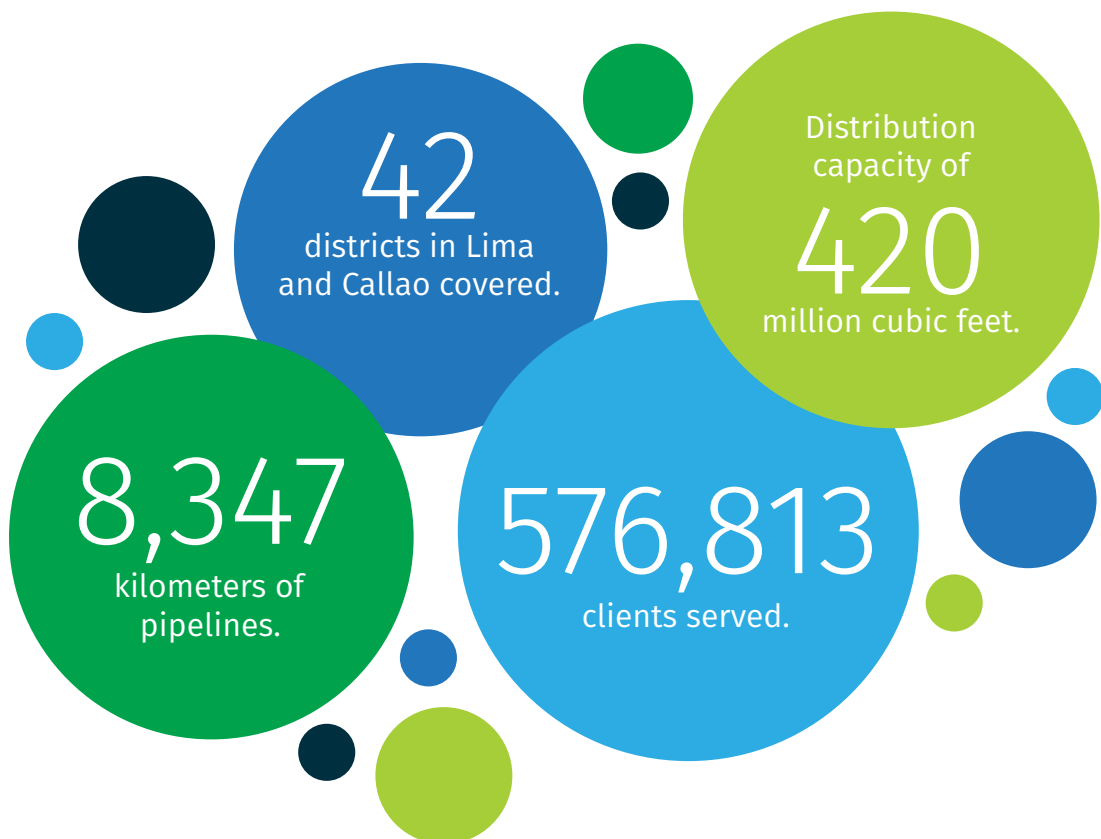 42
districts in Lima
and Callao covered.
Distribution
capacity of
420
million cubic feet.
8,347
kilometers of
pipelines.
576,813
clients served.